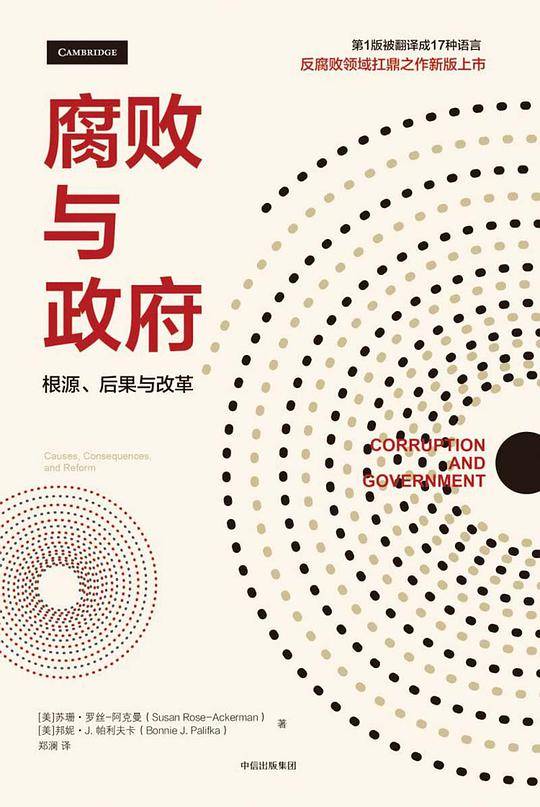 CAMBRIDGE
第1版被翻译成17种语言
反腐败领域扛鼎之作新版上市
腐败
与
政府
根源、后果与改革
Causes, Consequences,
and Reform
CORRUPTION
AND
GOVERNMENT
[美]苏珊·罗丝-阿克曼（Susan Rose-Ackerman）
[美]邦妮·J. 帕利夫卡（Bonnie J. Palifka）
著
郑澜 译
中信出版集团